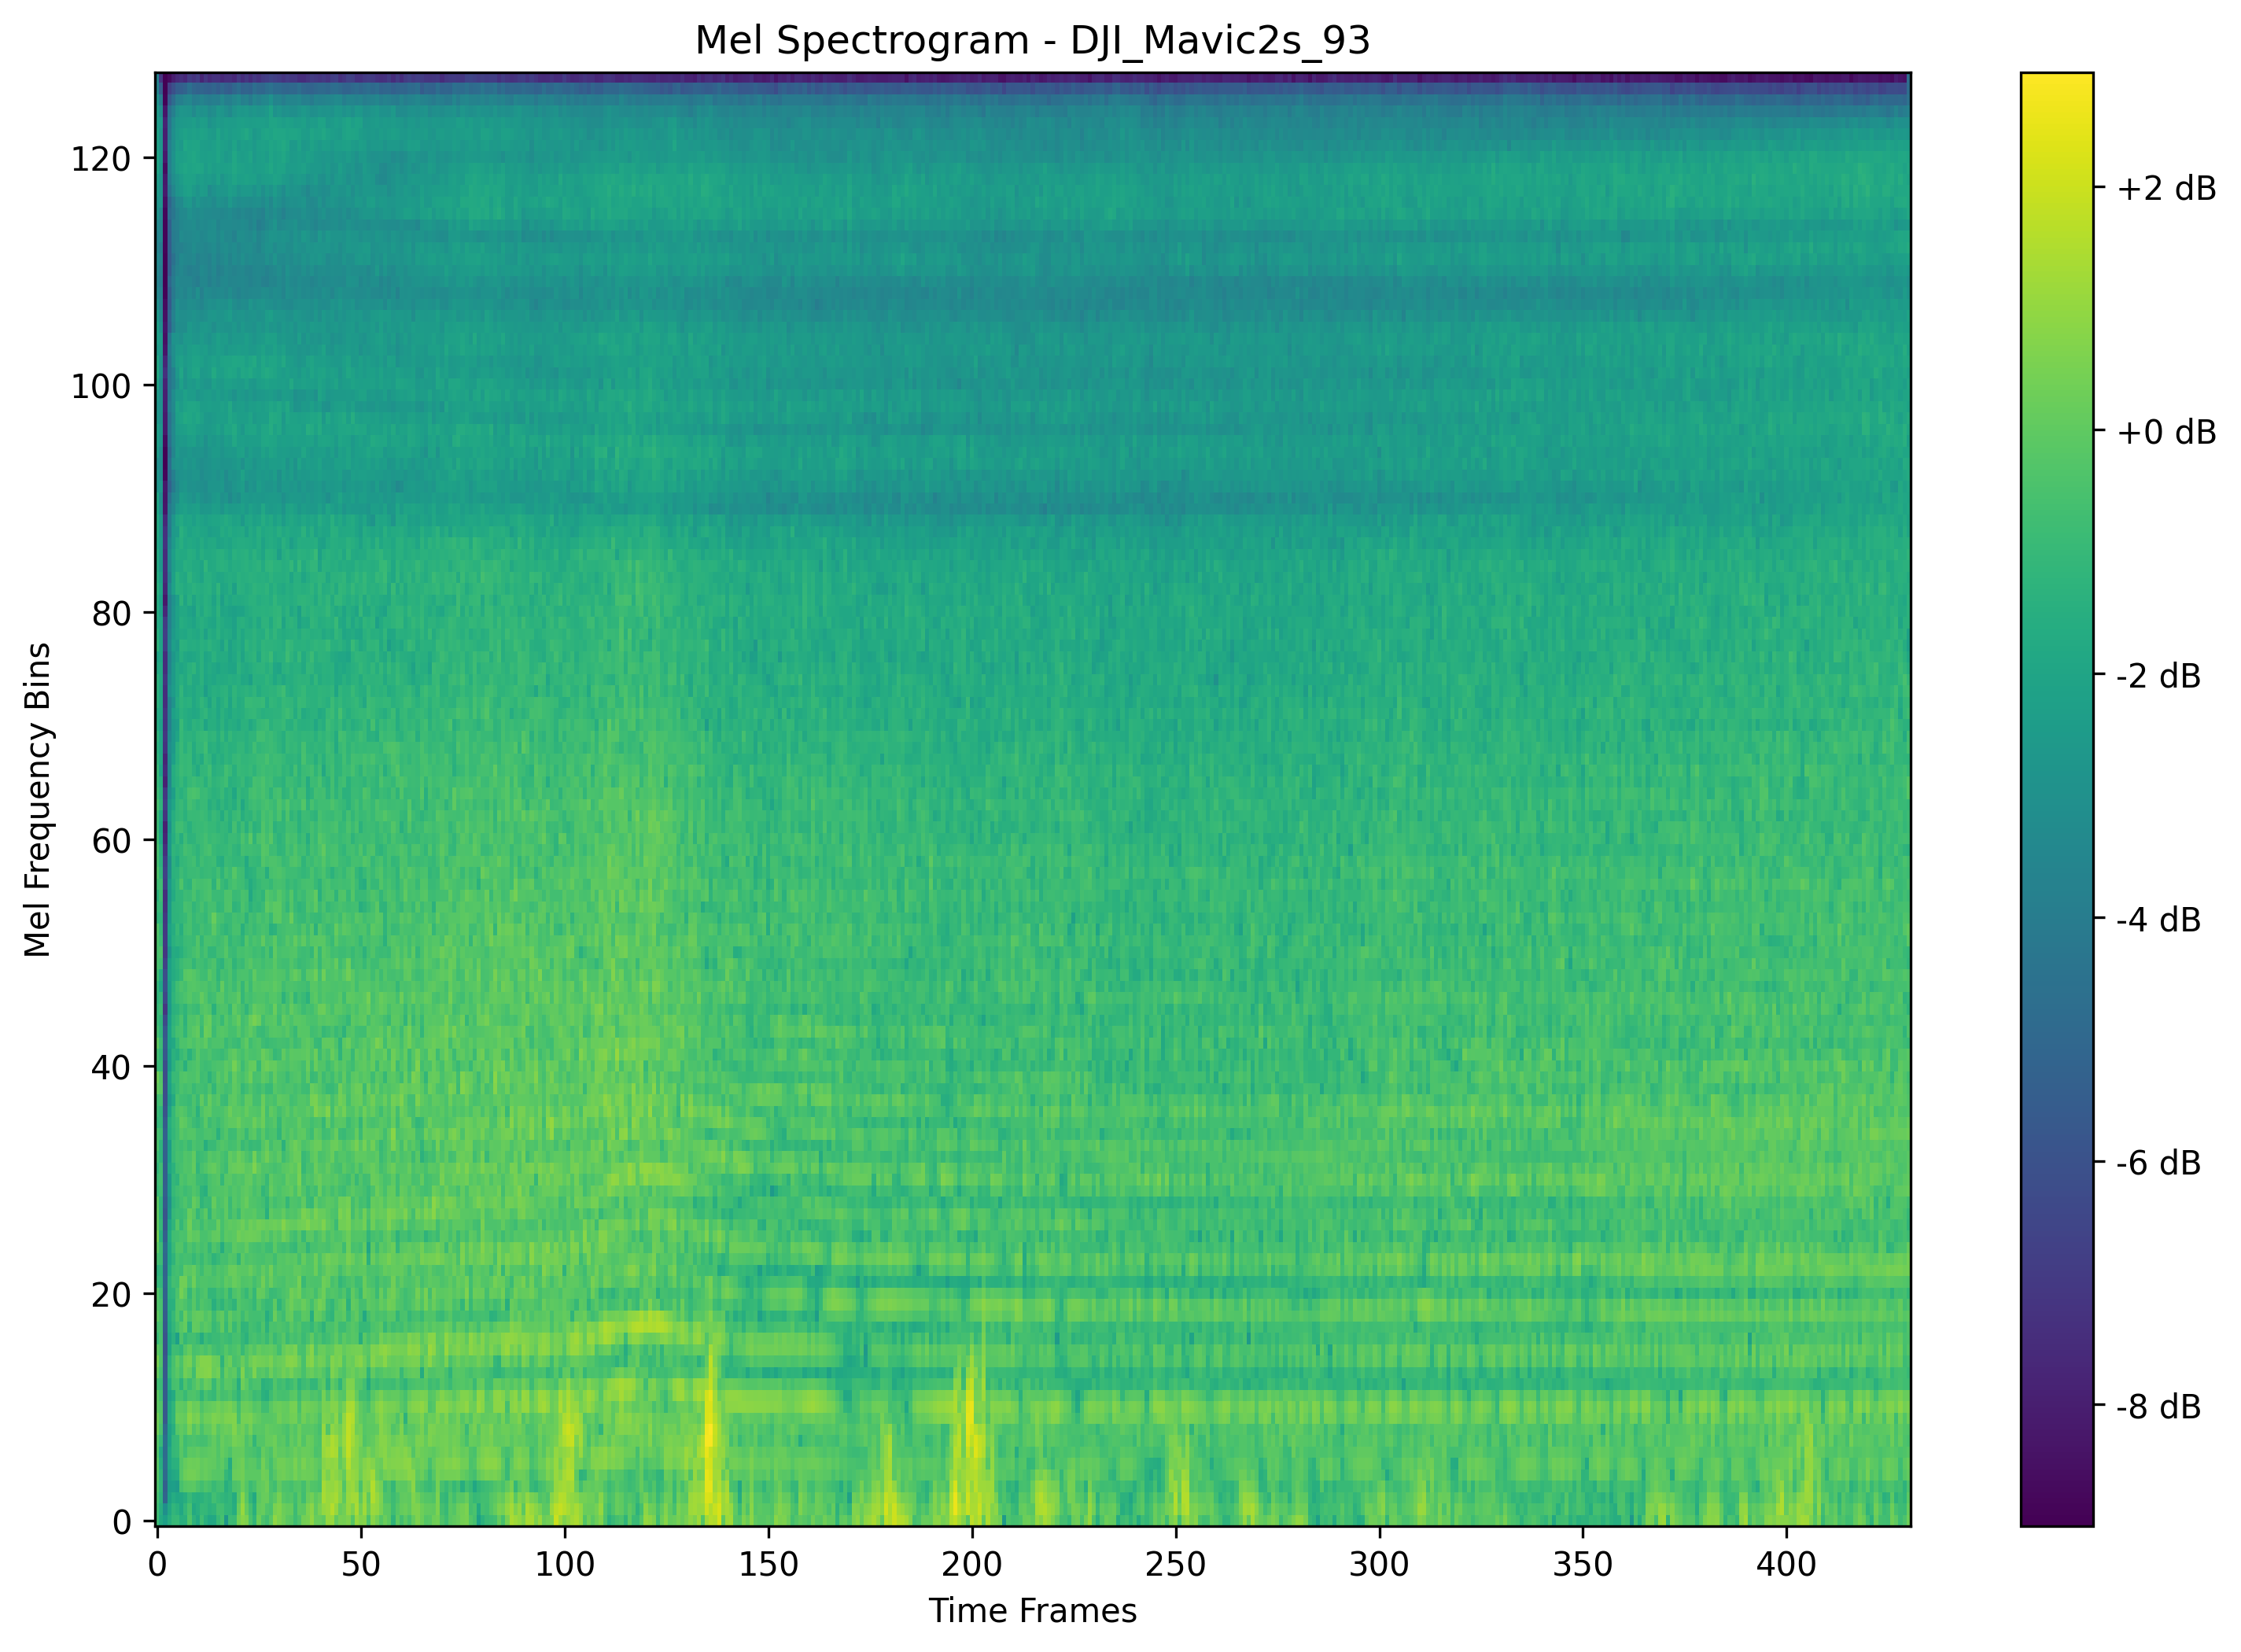 Mel Spectrogram - DJI_Mavic2s_93
Mel Frequency Bins
120
100
80
60
40
20
0
0 50 100 150 200 250 300 350 400
Time Frames
+2 dB
+0 dB
-2 dB
-4 dB
-6 dB
-8 dB